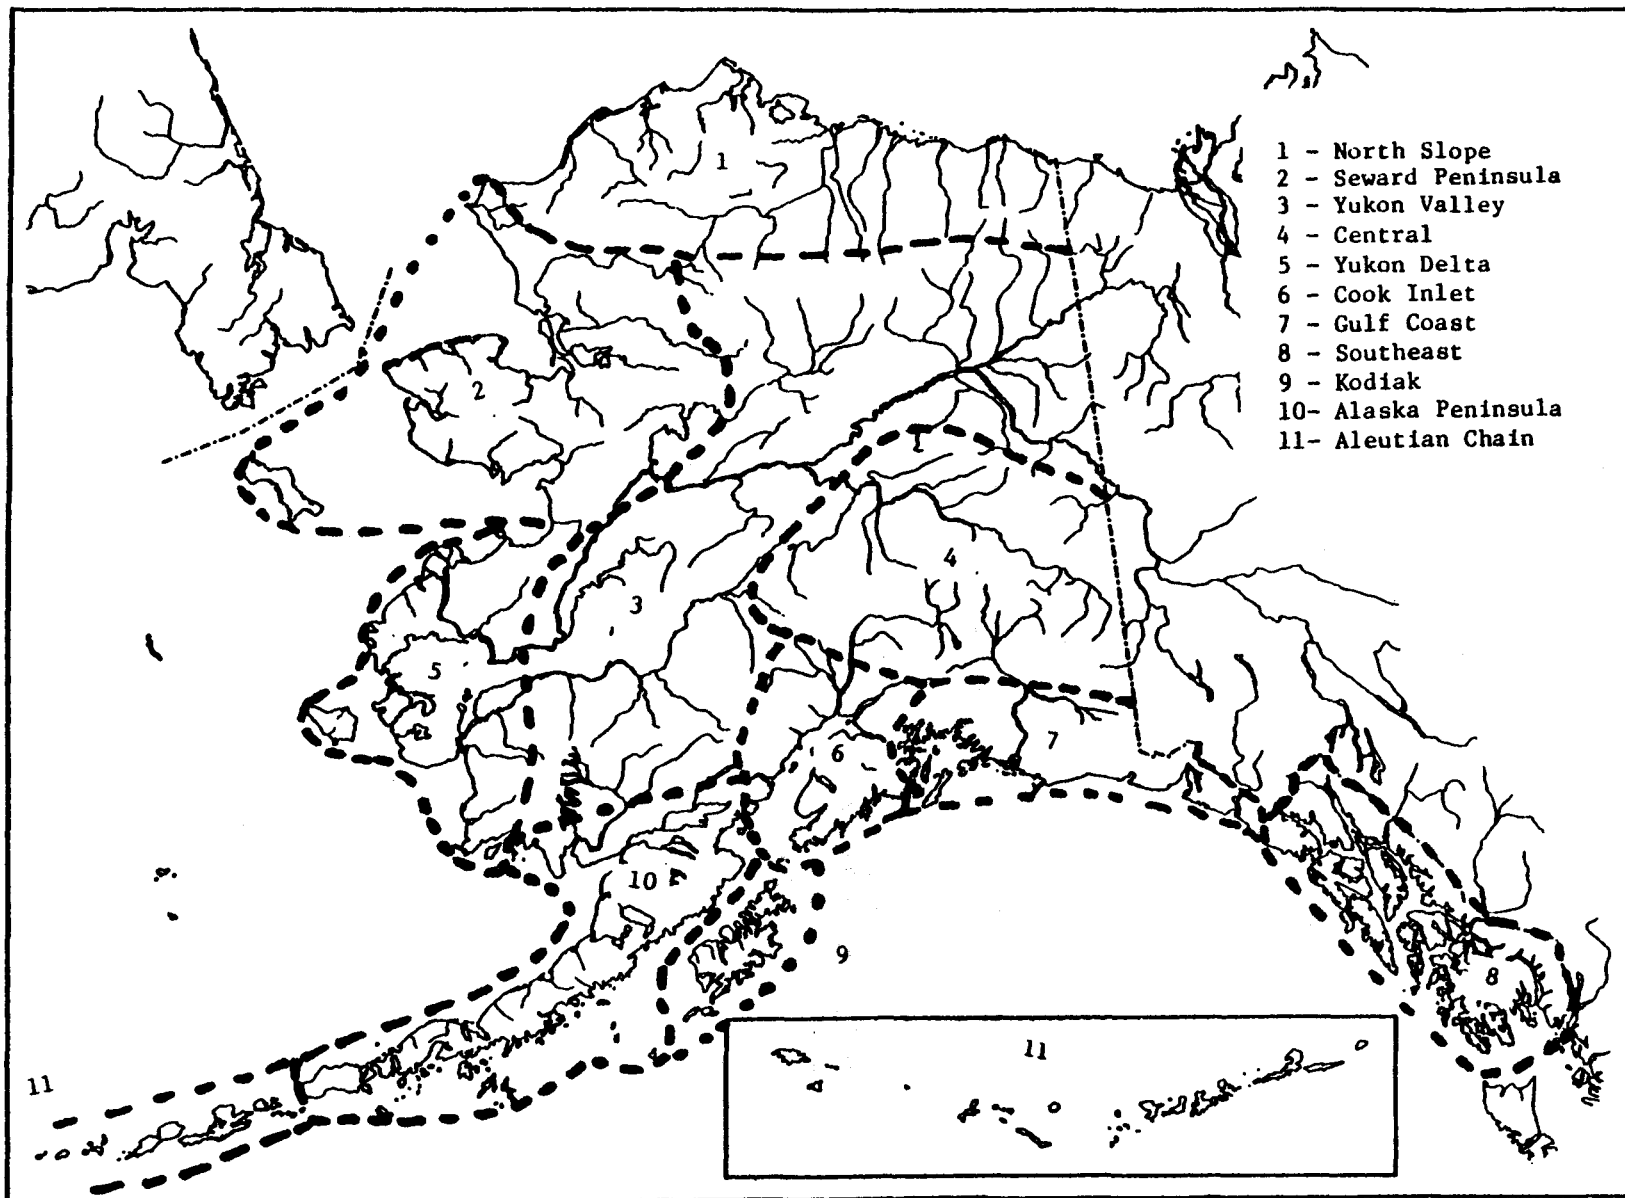 1 - North Slope
2 - Seward Peninsula
3 - Yukon Valley
4 - Central
5 - Yukon Delta
6 - Cook Inlet
7 - Gulf Coast
8 - Southeast
9 - Kodiak
10- Alaska Peninsula
11- Aleutian Chain
1
2
3
4
5
6
7
8
9
10
11
11